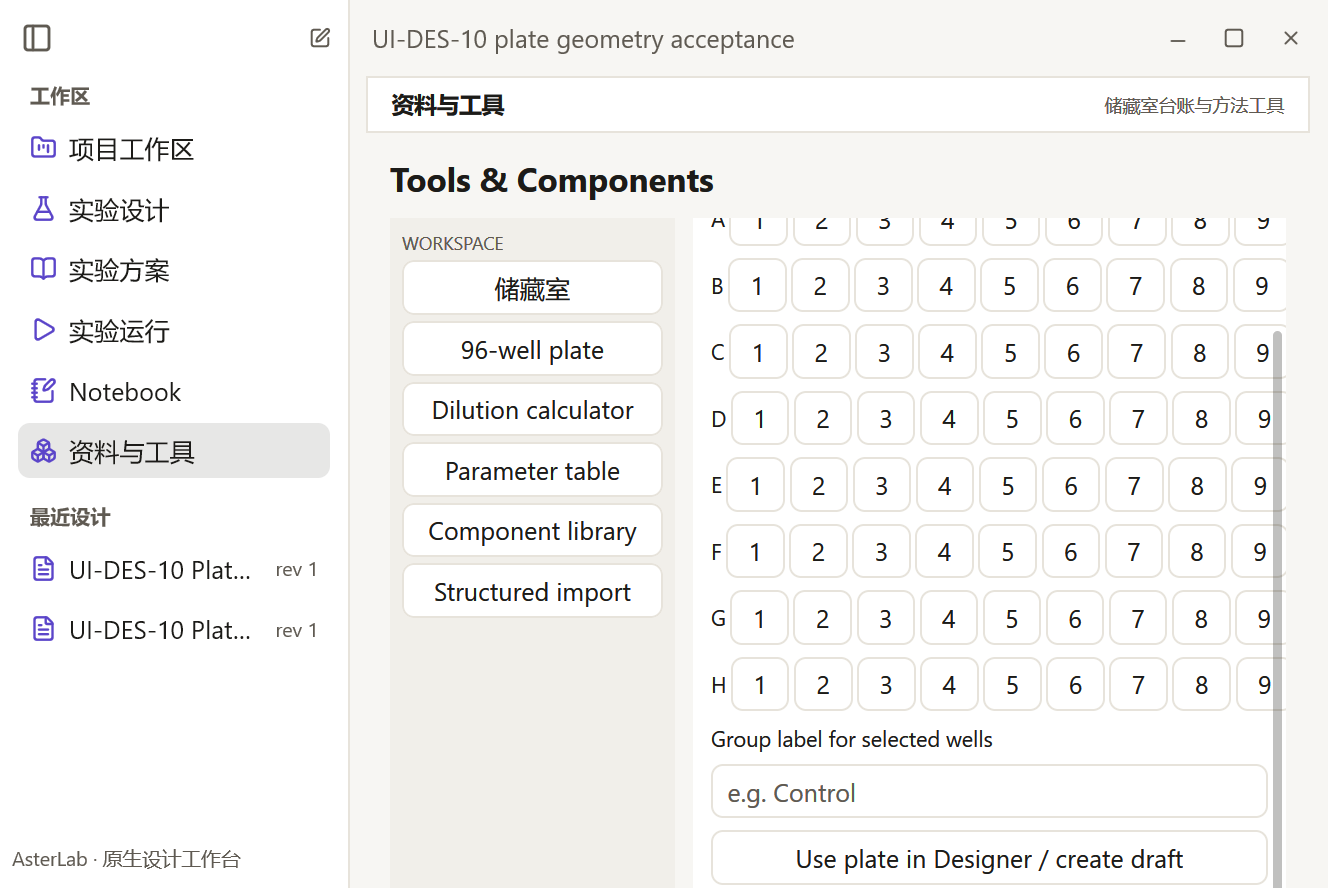 UI-DES-10 plate geometry acceptance
工作区
项目工作区
实验设计
实验方案
实验运行
Notebook
资料与工具
最近设计
UI-DES-10 Plat... rev 1
UI-DES-10 Plat... rev 1
AsterLab · 原生设计工作台
资料与工具 储藏室台账与方法工具
Tools & Components
WORKSPACE
储藏室
96-well plate
Dilution calculator
Parameter table
Component library
Structured import
A 1 2 3 4 5 6 7 8 9
B 1 2 3 4 5 6 7 8 9
C 1 2 3 4 5 6 7 8 9
D 1 2 3 4 5 6 7 8 9
E 1 2 3 4 5 6 7 8 9
F 1 2 3 4 5 6 7 8 9
G 1 2 3 4 5 6 7 8 9
H 1 2 3 4 5 6 7 8 9
Group label for selected wells
e.g. Control
Use plate in Designer / create draft